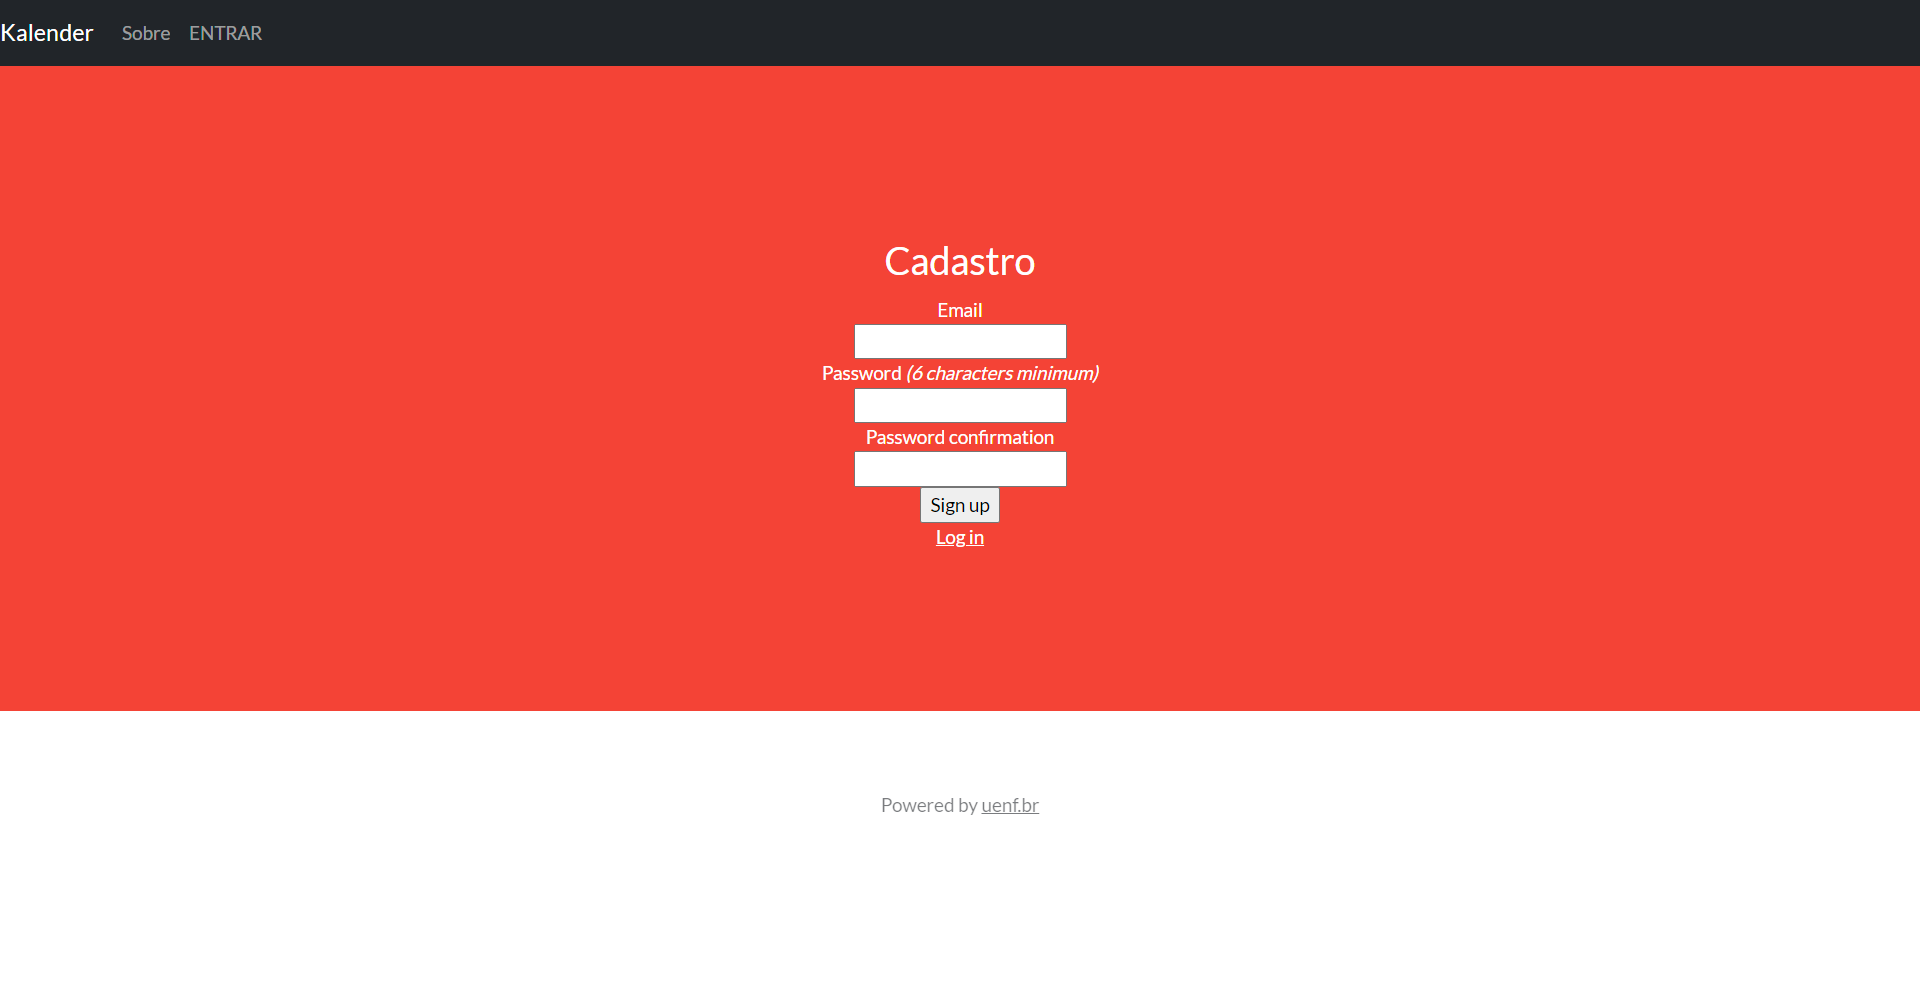 Kalender Sobre ENTRAR
Cadastro
Email
Password (6 characters minimum)
Password confirmation
Sign up
Log in
Powered by uenf.br